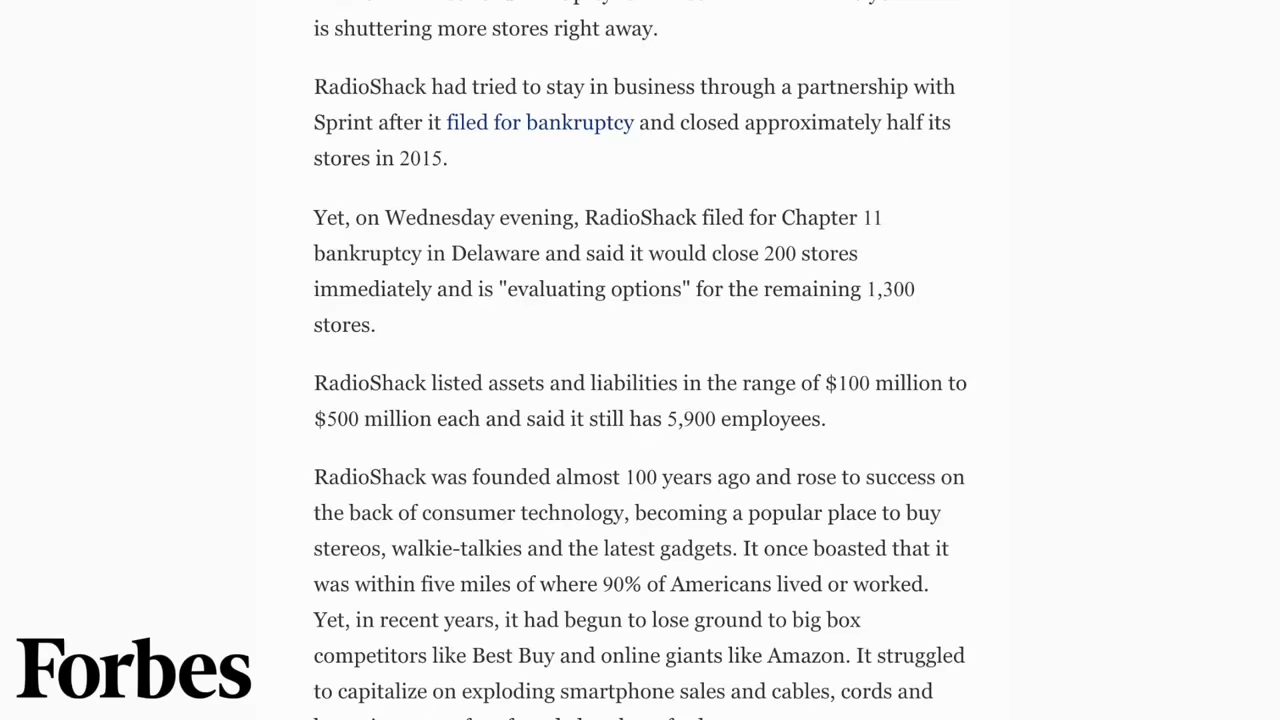 is shuttering more stores right away.
RadioShack had tried to stay in business through a partnership with
Sprint after it filed for bankruptcy and closed approximately half its
stores in 2015.
Yet, on Wednesday evening, RadioShack filed for Chapter 11
bankruptcy in Delaware and said it would close 200 stores
immediately and is "evaluating options" for the remaining 1,300
stores.
RadioShack listed assets and liabilities in the range of $100 million to
$500 million each and said it still has 5,900 employees.
RadioShack was founded almost 100 years ago and rose to success on
the back of consumer technology, becoming a popular place to buy
stereos, walkie-talkies and the latest gadgets. It once boasted that it
was within five miles of where 90% of Americans lived or worked.
Yet, in recent years, it had begun to lose ground to big box
competitors like Best Buy and online giants like Amazon. It struggled
to capitalize on exploding smartphone sales and cables, cords and
Forbes